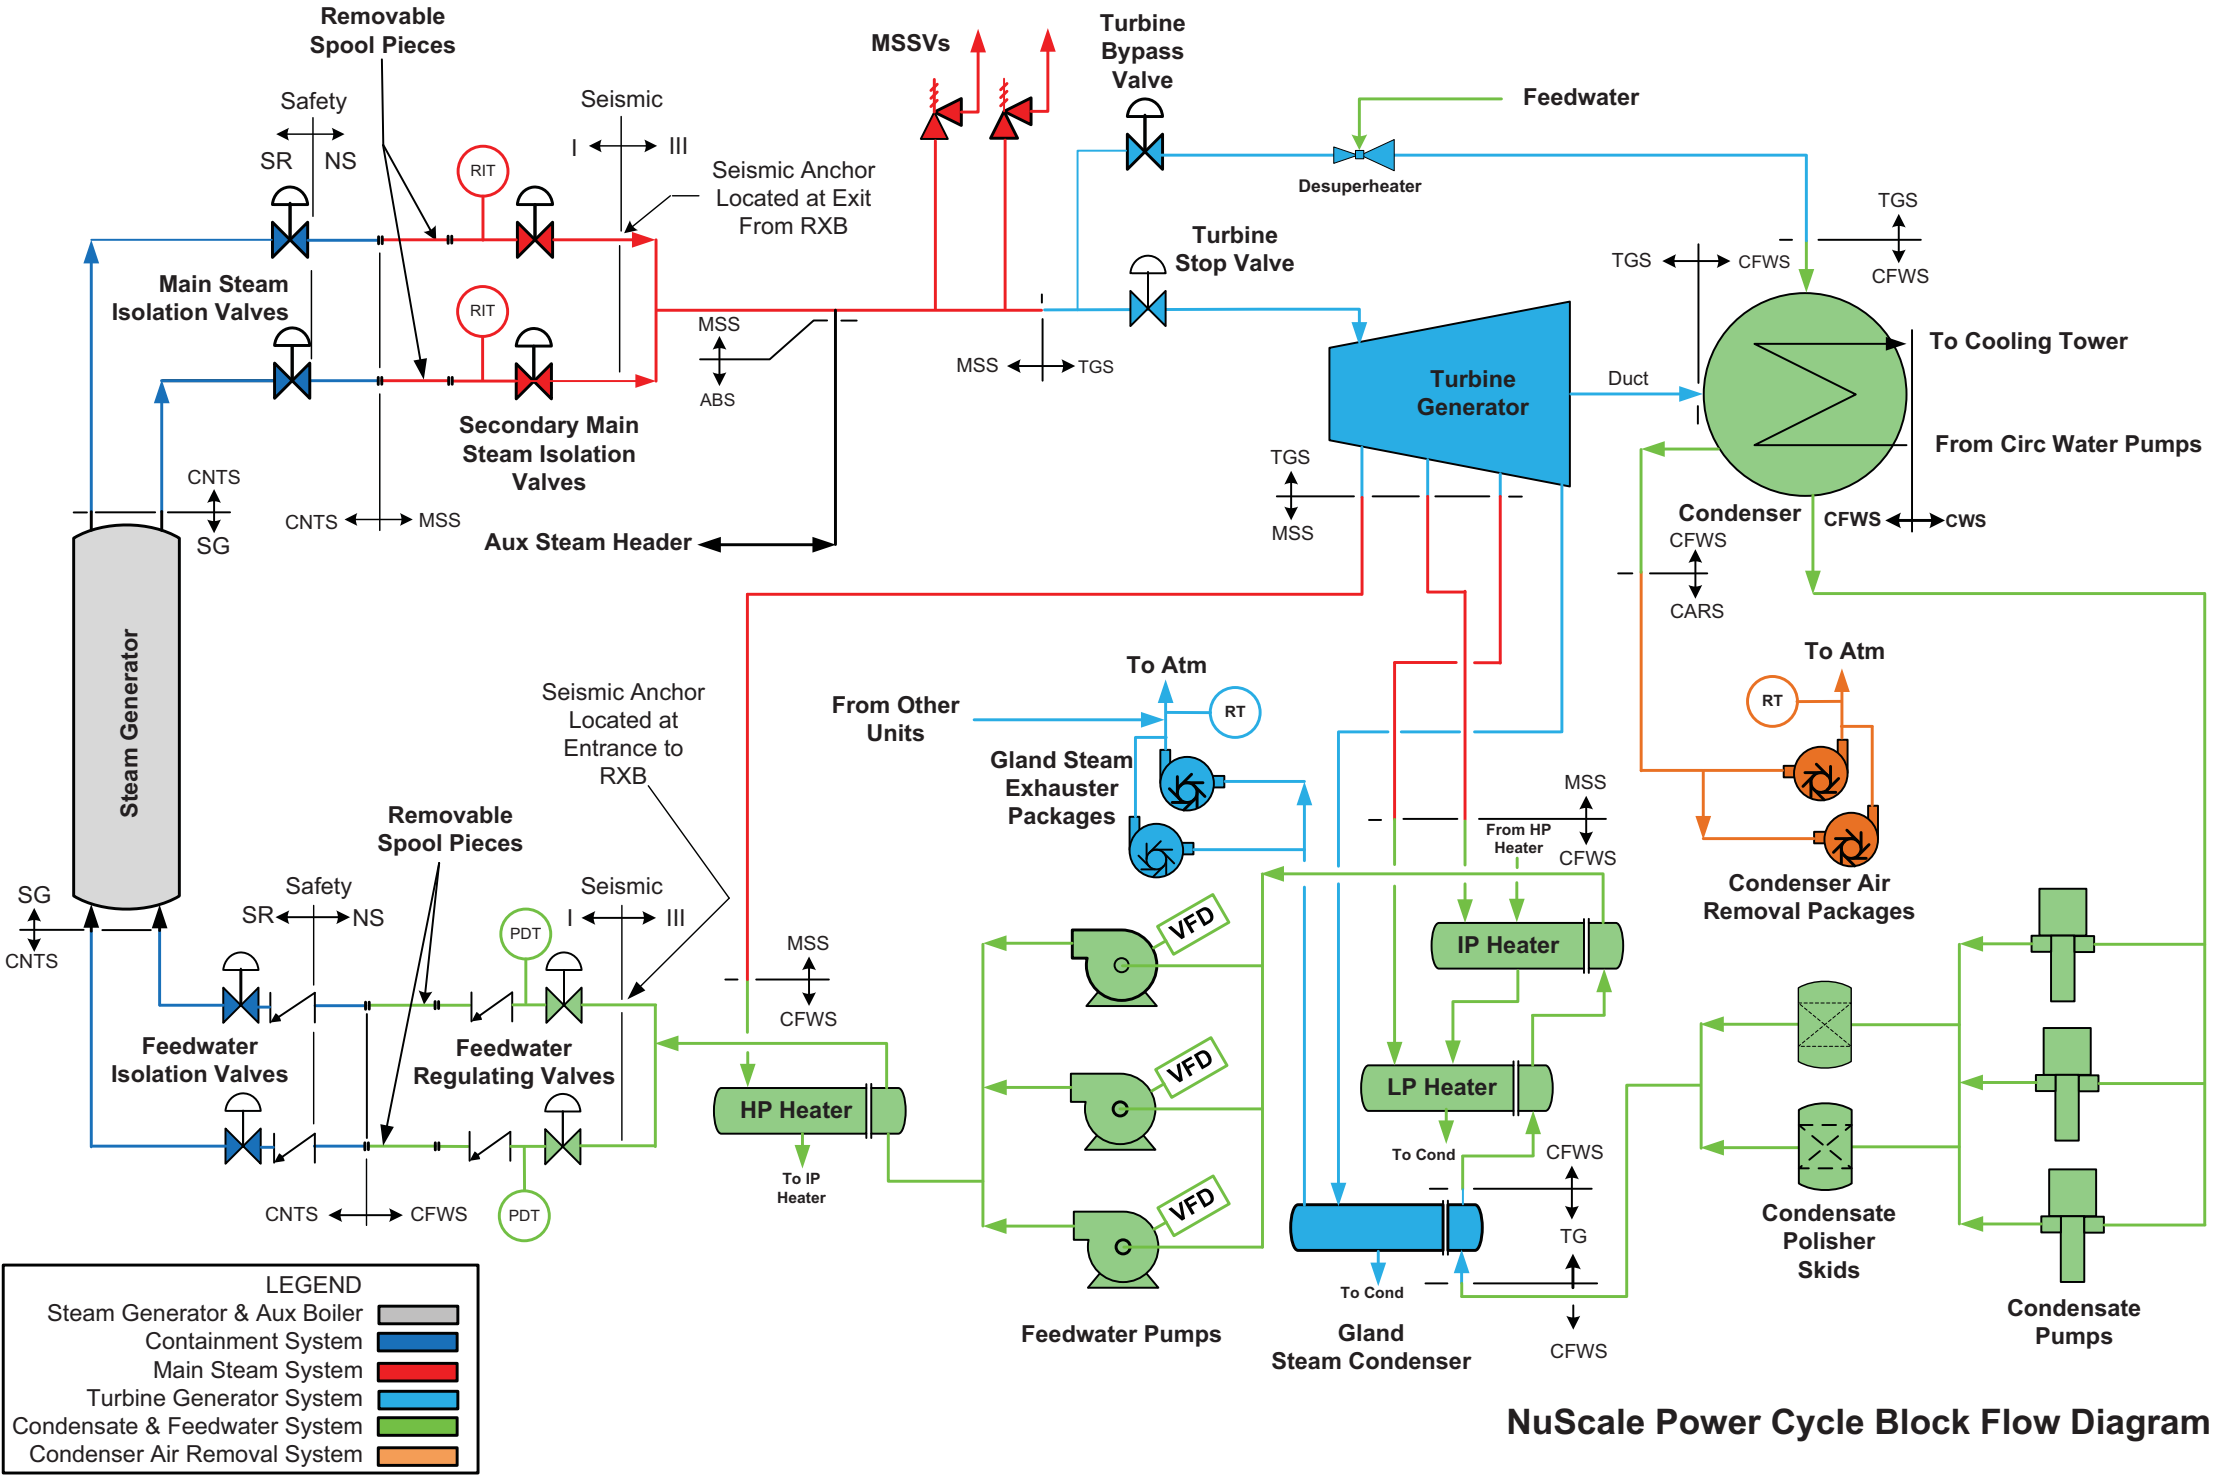 Removable
Spool Pieces
Safety
SR
NS
RIT
Seismic
I
III
Seismic Anchor
Located at Exit
From RXB
MSSVs
Turbine
Bypass
Valve
Feedwater
Desuperheater
TGS
CFWS
Main Steam
Isolation Valves
RIT
Secondary Main
Steam Isolation
Valves
MSS
ABS
MSS
TGS
Turbine
Stop Valve
TGS
CFWS
To Cooling Tower
Turbine
Generator
Duct
From Circ Water Pumps
Condenser
CFWS
CWS
CNTS
SG
CNTS
MSS
Aux Steam Header
TGS
MSS
CFWS
CARS
Steam Generator
Seismic Anchor
Located at
Entrance to
RXB
From Other
Units
To Atm
RT
Gland Steam
Exhauster
Packages
To Atm
RT
Condenser Air
Removal Packages
MSS
CFWS
From HP
Heater
SG
CNTS
Removable
Spool Pieces
Safety
SR
NS
PDT
Seismic
I
III
MSS
CFWS
VFD
IP Heater
Feedwater
Isolation Valves
Feedwater
Regulating Valves
HP Heater
To IP
Heater
VFD
LP Heater
To Cond
CFWS
TG
CFWS
CNTS
CFWS
PDT
VFD
Feedwater Pumps
To Cond
Gland
Steam Condenser
Condensate
Polisher
Skids
Condensate
Pumps
LEGEND
Steam Generator & Aux Boiler
Containment System
Main Steam System
Turbine Generator System
Condensate & Feedwater System
Condenser Air Removal System
NuScale Power Cycle Block Flow Diagram